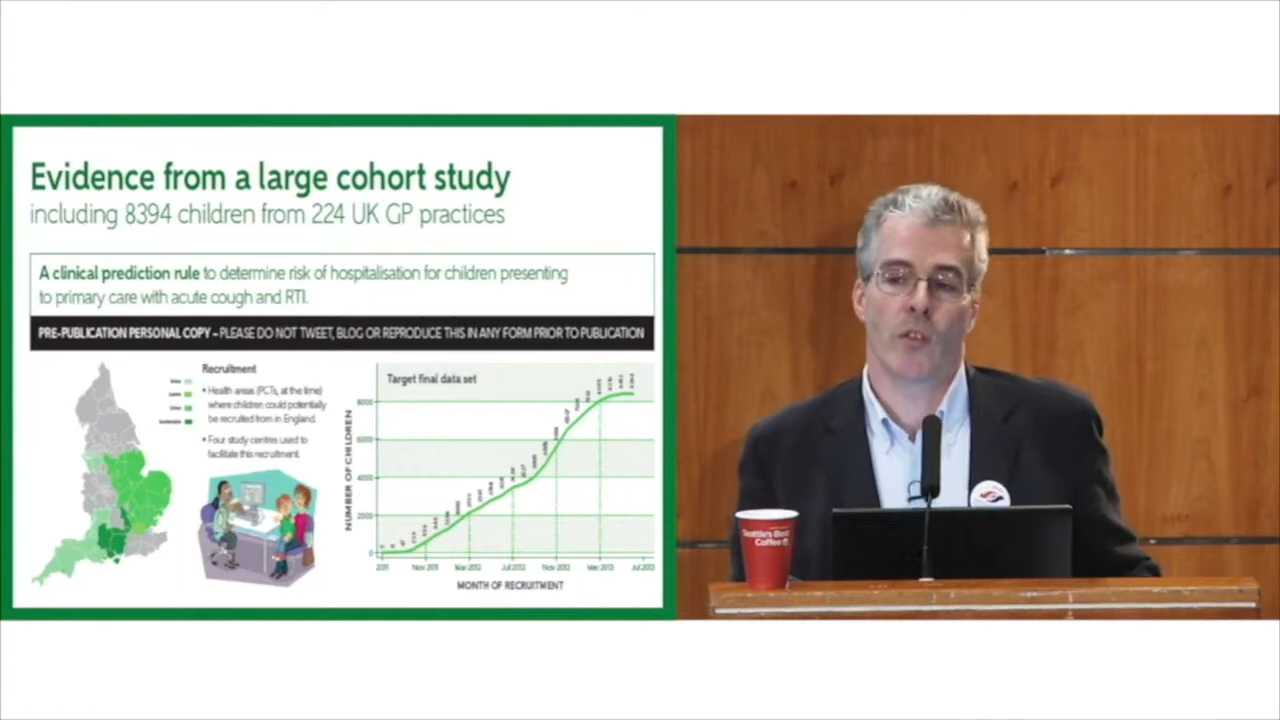 Evidence from a large cohort study
including 8394 children from 224 UK GP practices
A clinical prediction rule to determine risk of hospitalisation for children presenting
to primary care with acute cough and RTI.
PRE-PUBLICATION PERSONAL COPY – PLEASE DO NOT TWEET, BLOG OR REPRODUCE THIS IN ANY FORM PRIOR TO PUBLICATION
Recruitment
• Health areas (PCTs, at the time)
where children could potentially
be recruited from in England.
• Four study centres used to
facilitate this recruitment.
Target final data set
NUMBER OF CHILDREN
8000
6000
4000
2000
0
2011 Nov 2011 Mar 2012 Jul 2012 Nov 2012 Mar 2013 Jul 2013
MONTH OF RECRUITMENT
Seattle's Best
Coffee